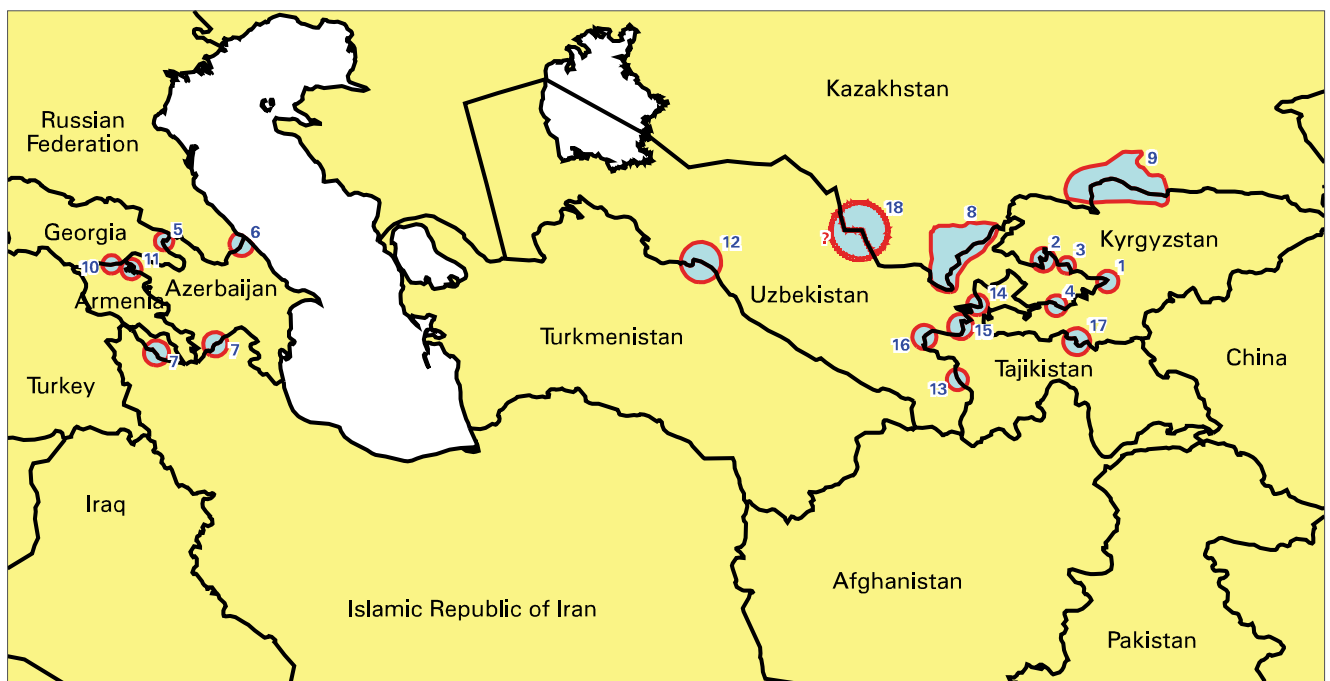 Kazakhstan
Russian
Federation
9
18
8
Georgia
5
6
?
2
Kyrgyzstan
12
3
10
11
1
Azerbaijan
Uzbekistan
Armenia
14
4
15
17
Turkmenistan
16
7
7
China
Tajikistan
Turkey
13
Iraq
Afghanistan
Islamic Republic of Iran
Pakistan